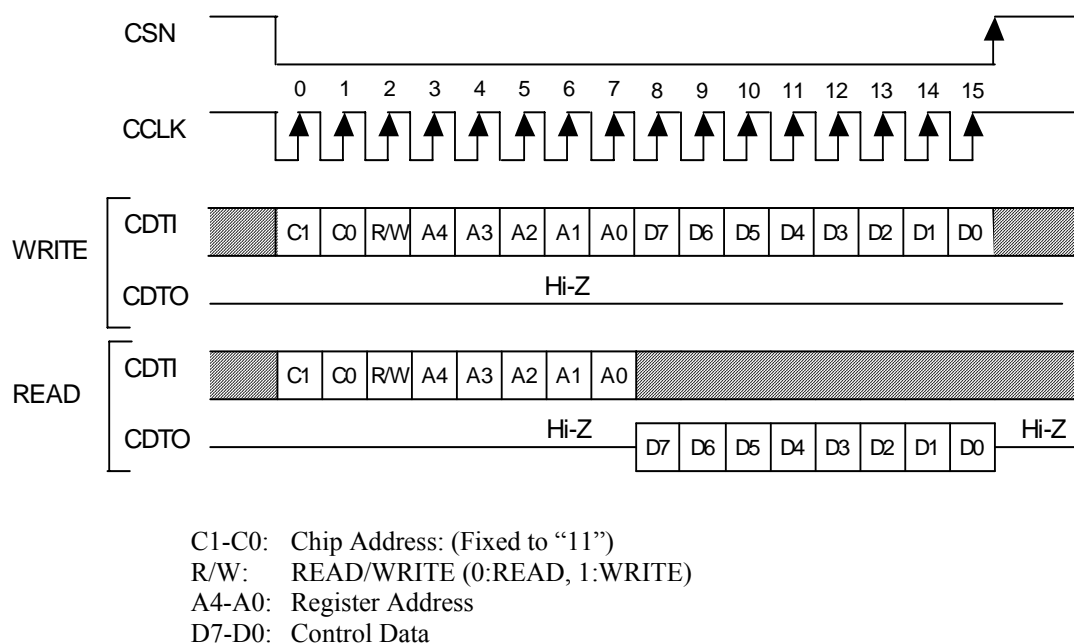 CSN
0 1 2 3 4 5 6 7 8 9 10 11 12 13 14 15
CCLK
WRITE
CDTI
C1 C0 R/W A4 A3 A2 A1 A0 D7 D6 D5 D4 D3 D2 D1 D0
Hi-Z
CDTO
READ
CDTI
C1 C0 R/W A4 A3 A2 A1 A0
CDTO
Hi-Z
D7 D6 D5 D4 D3 D2 D1 D0
Hi-Z
C1-C0: Chip Address: (Fixed to “11”)
R/W: READ/WRITE (0:READ, 1:WRITE)
A4-A0: Register Address
D7-D0: Control Data